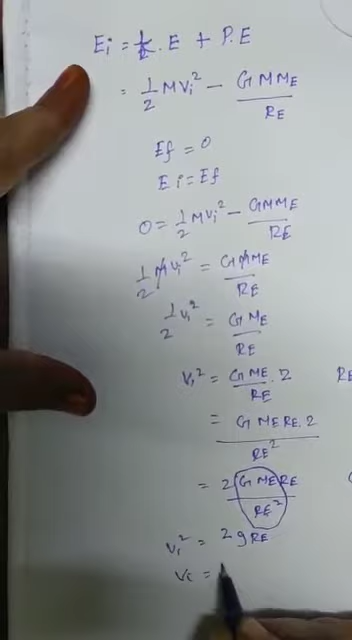 Ei = K.E + P.E
= 1/2 MVi² - GMME/RE
Ef = 0
Ei = Ef
0 = 1/2 MVi² - GMME/RE
1/2 MVi² = GMME/RE
1/2 Vi² = GME/RE
Vi² = GME/RE . 2
= GMERE.2/RE²
= 2 GMERE/RE²
Vi² = 2gRE
Vi =